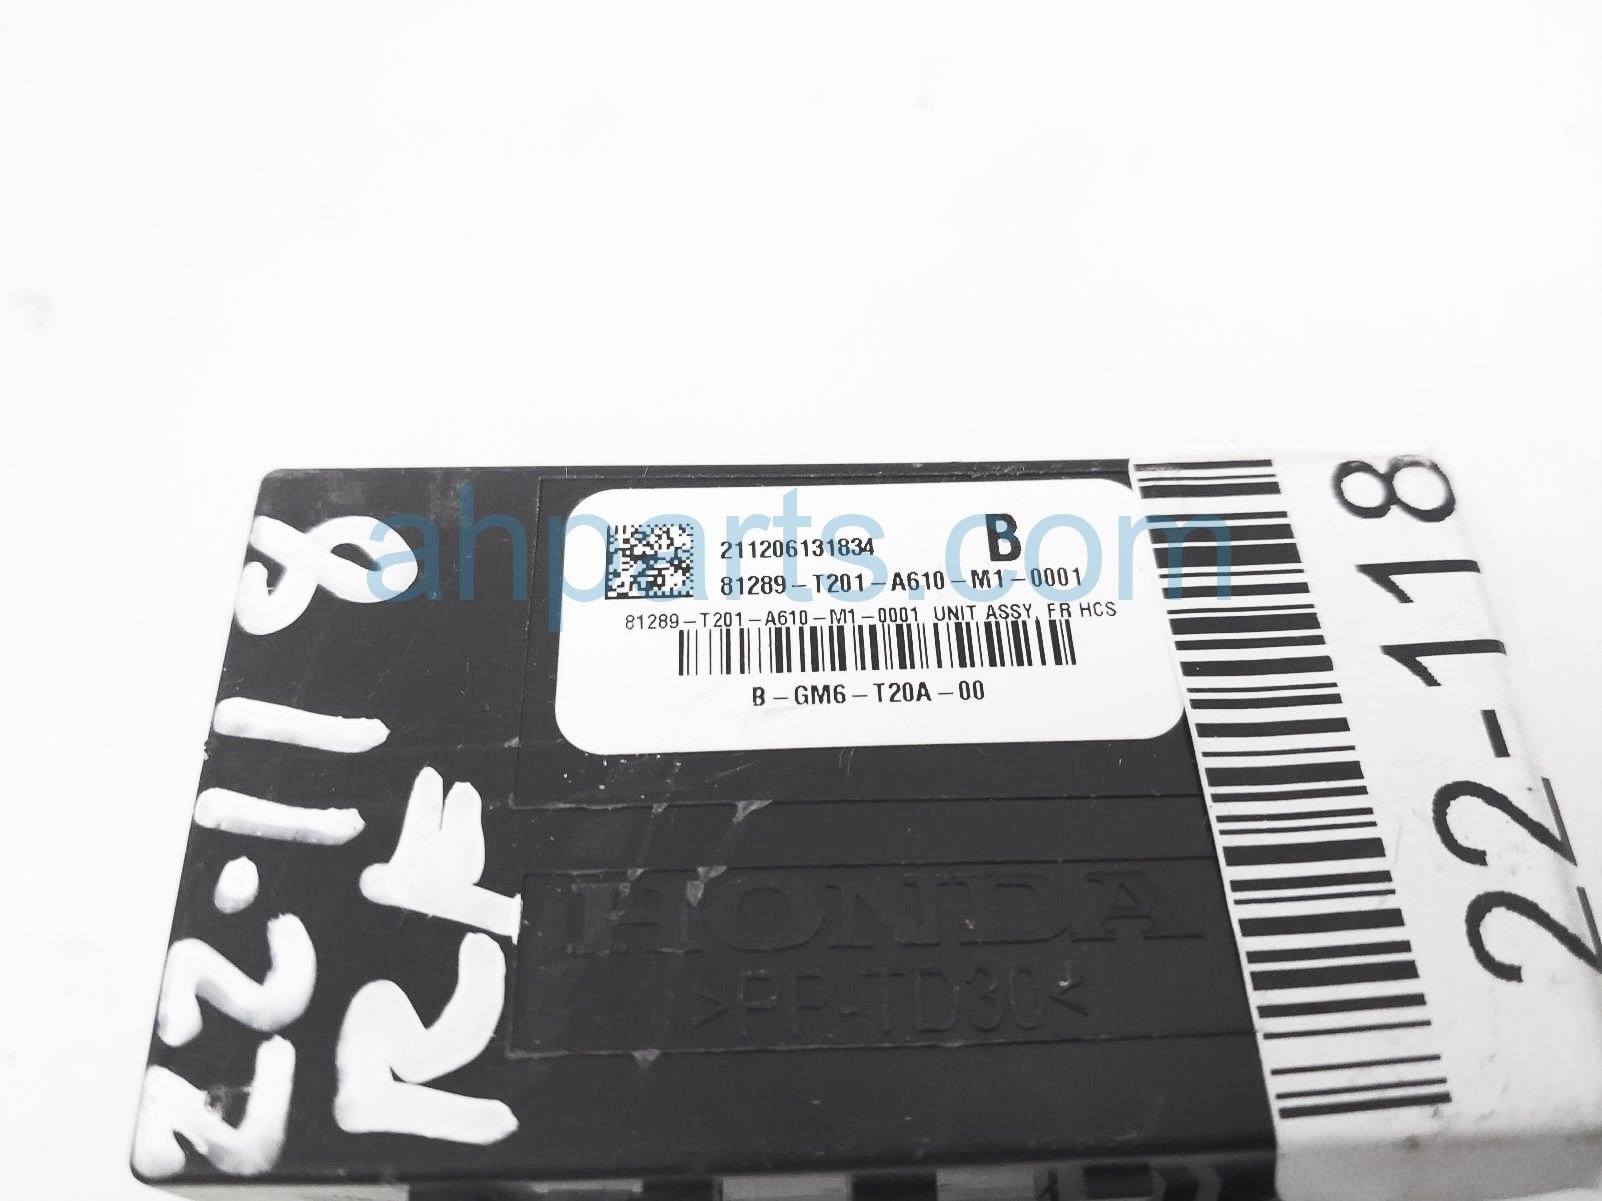 ahparts.com
211206131834
B
81289-T201-A610-M1-0001
81289-T201-A610-M1-0001 UNIT ASSY, FR HCS
B-GM6-T20A-00
HONDA
>PP-TD30<
22-118
RF
22-118